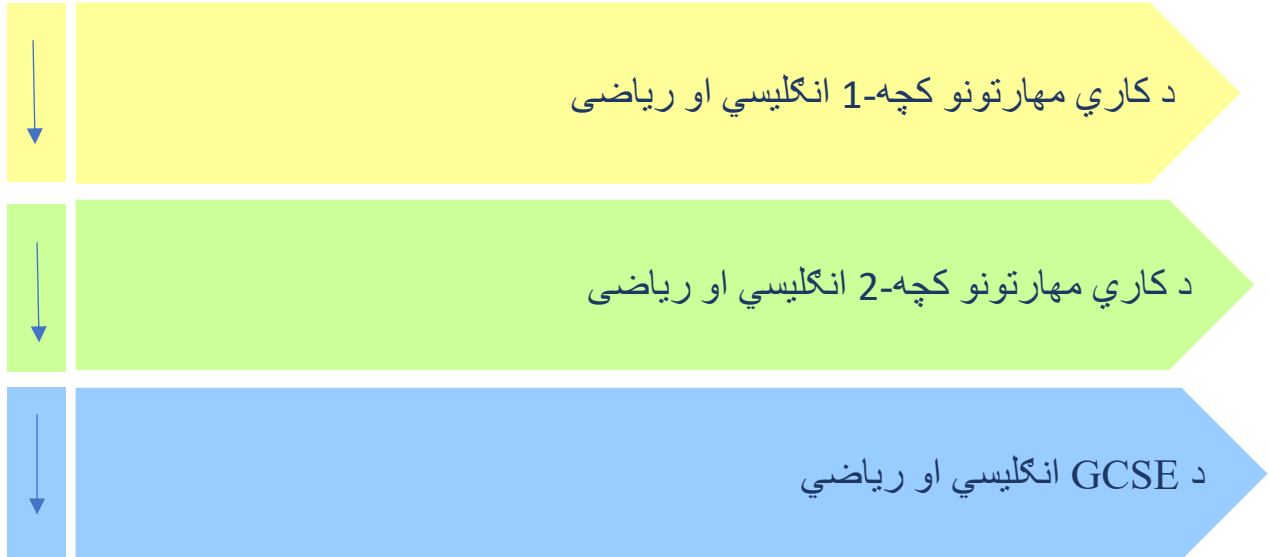 د کاري مهارتونو کچه-1 انګلیسي او ریاضی
د کاري مهارتونو کچه-2 انګلیسي او ریاضی
د GCSE انګلیسي او ریاضي